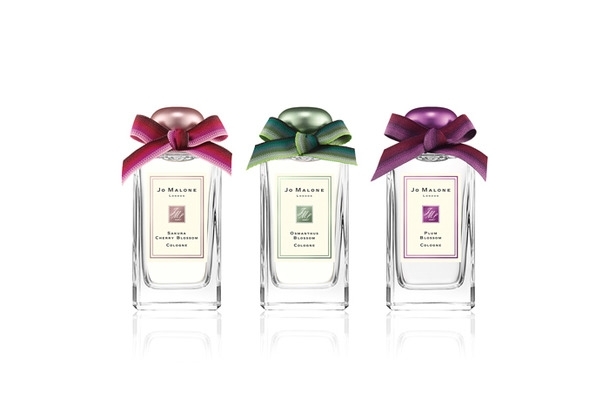 Jo Malone
London
Sakura
Cherry Blossom
Cologne
Jo Malone
London
Osmanthus
Blossom
Cologne
Jo Malone
London
Plum
Blossom
Cologne